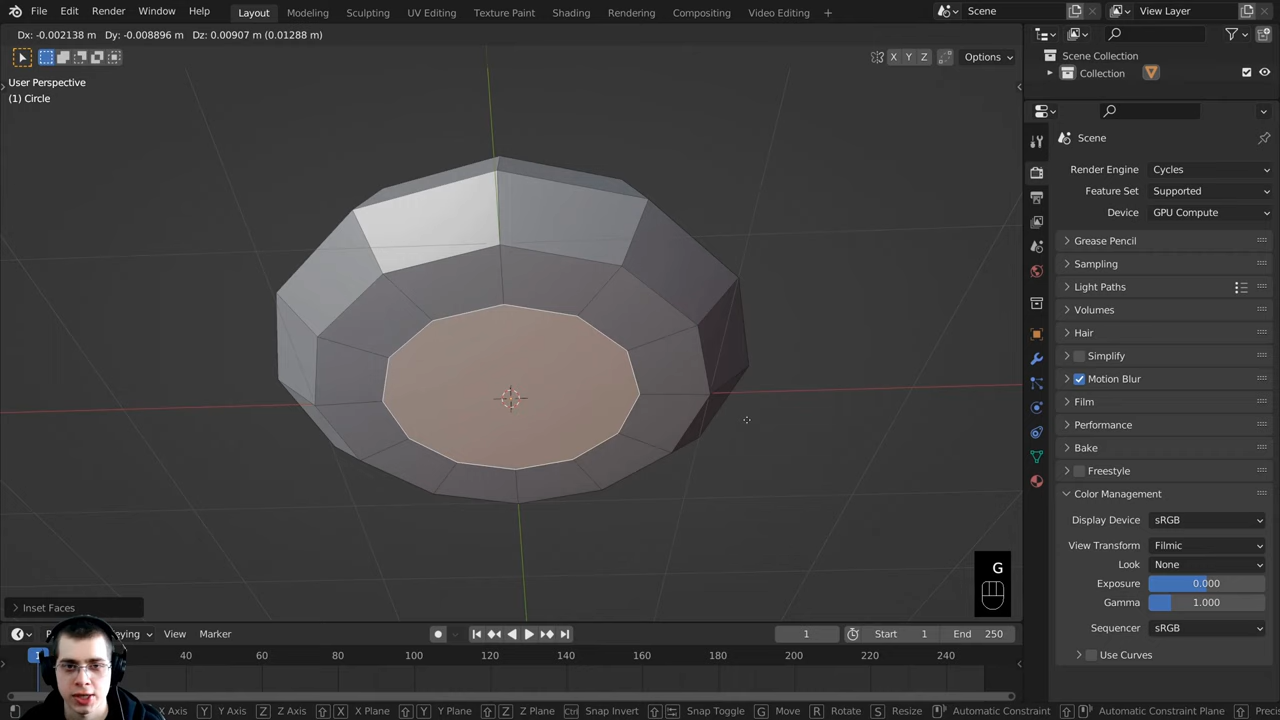 File Edit Render Window Help Layout Modeling Sculpting UV Editing Texture Paint Shading Rendering Compositing Video Editing + Scene View Layer
Dx: -0.002138 m Dy: -0.008896 m Dz: 0.00907 m (0.01288 m)
X Y Z Options
User Perspective
(1) Circle
Scene Collection
Collection
Scene
Render Engine Cycles
Feature Set Supported
Device GPU Compute
Grease Pencil
Sampling
Light Paths
Volumes
Hair
Simplify
Motion Blur
Film
Performance
Bake
Freestyle
Color Management
Display Device sRGB
View Transform Filmic
Look None
Exposure 0.000
Gamma 1.000
Sequencer sRGB
Use Curves
G
Inset Faces
View Marker 1 Start 1 End 250
40 60 80 100 120 140 160 180 200 220 240
X Axis Y Y Axis Z Z Axis X X Plane Y Y Plane Z Z Plane Ctrl Snap Invert Snap Toggle G Move R Rotate S Resize Automatic Constraint Automatic Constraint